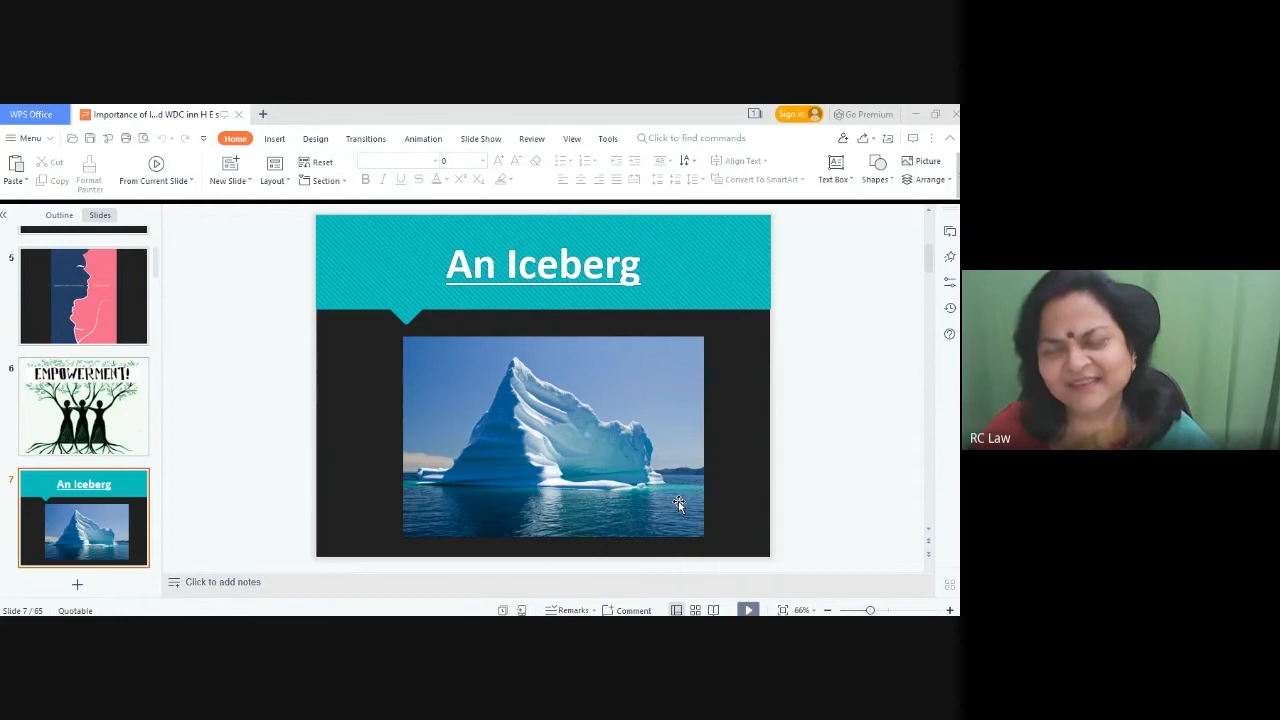 WPS Office
Importance of I...d WDC inn H E s
Sign in
Go Premium
Menu
Home
Insert
Design
Transitions
Animation
Slide Show
Review
View
Tools
Click to find commands
Paste
Cut
Copy
Format
Painter
From Current Slide
New Slide
Layout
Reset
Section
0
B I U S A X² X₂
Align Text
Convert To SmartArt
Text Box
Shapes
Picture
Arrange
Outline
Slides
5
6
EMPOWERMENT!
7
An Iceberg
An Iceberg
RC Law
Click to add notes
Slide 7 / 65
Quotable
Remarks
Comment
66%